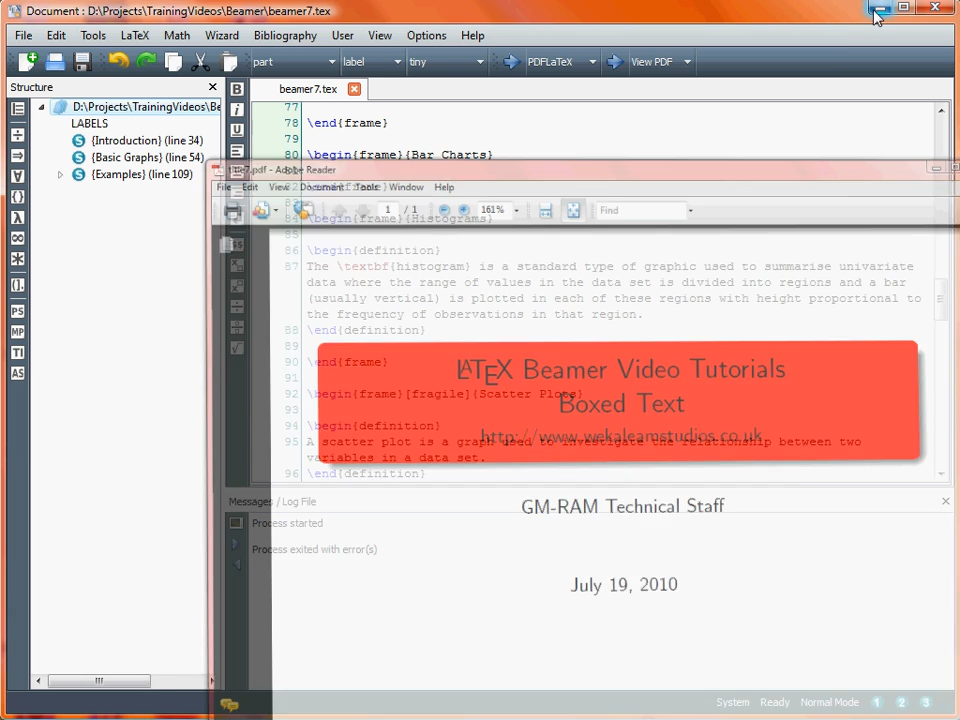 Document : D:\Projects\TrainingVideos\Beamer\beamer7.tex
File Edit Tools LaTeX Math Wizard Bibliography User View Options Help
part label tiny PDFLaTeX View PDF
Structure
beamer7.tex
D:\Projects\TrainingVideos\Be
LABELS
{Introduction} (line 34)
{Basic Graphs} (line 54)
{Examples} (line 109)
B
i
U
PS
MP
TI
AS
77
78 \end{frame}
79
80 \begin{frame}{Bar Charts}
title7.pdf - Adobe Reader
File Edit View Document Tools Window Help
1 / 1 161% Find
\begin{frame}{Histograms}
85
86 \begin{definition}
87 The \textbf{histogram} is a standard type of graphic used to summarise univariate
data where the range of values in the data set is divided into regions and a bar
(usually vertical) is plotted in each of these regions with height proportional to
the frequency of observations in that region.
88 \end{definition}
89
90 \end{frame}
91
92 \begin{frame}[fragile]{Scatter Plots}
93
94 \begin{definition}
95 A scatter plot is a graph used to investigate the relationship between two
variables in a data set.
96 \end{definition}
LATEX Beamer Video Tutorials
Boxed Text
http://www.wekaleamstudios.co.uk
GM-RAM Technical Staff
July 19, 2010
Messages / Log File
Process started
Process exited with error(s)
System Ready Normal Mode 1 2 3